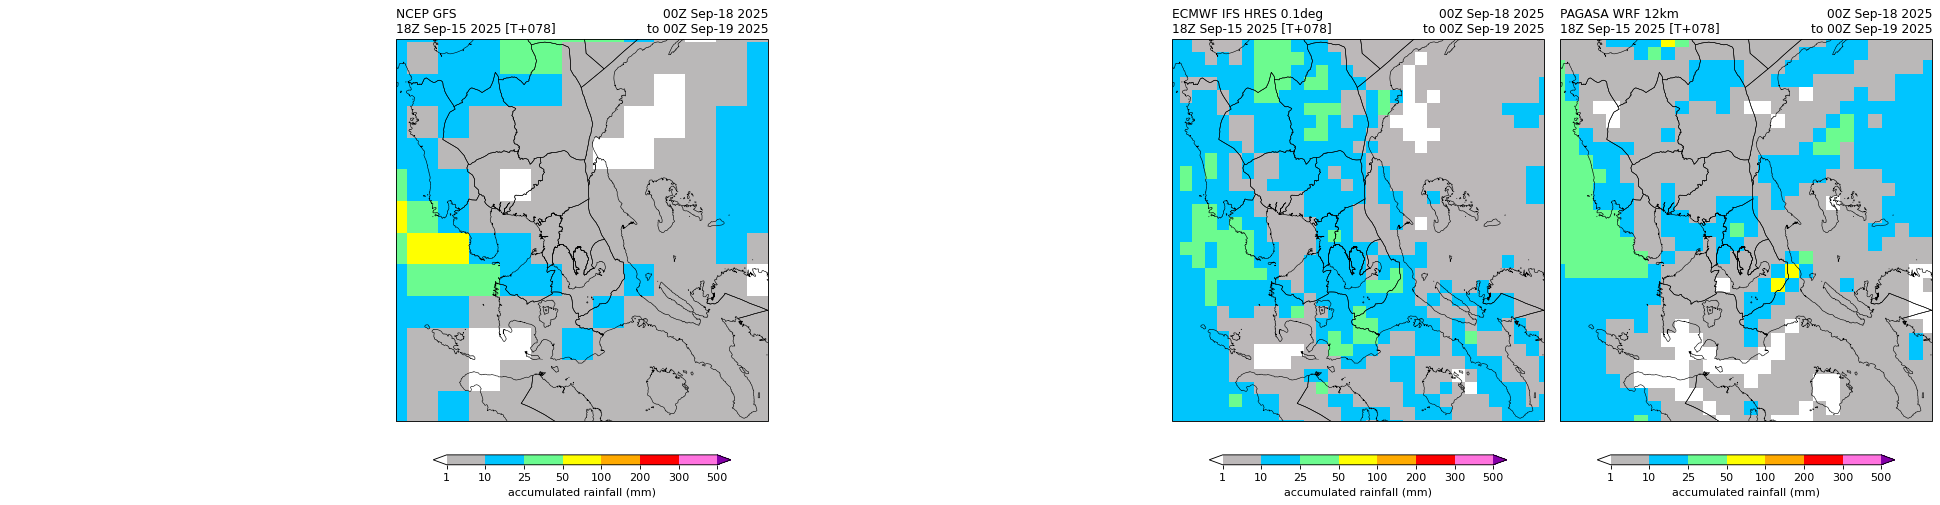 NCEP GFS 00Z Sep-18 2025
18Z Sep-15 2025 [T+078] to 00Z Sep-19 2025
1 10 25 50 100 200 300 500
accumulated rainfall (mm)
ECMWF IFS HRES 0.1deg 00Z Sep-18 2025
18Z Sep-15 2025 [T+078] to 00Z Sep-19 2025
1 10 25 50 100 200 300 500
accumulated rainfall (mm)
PAGASA WRF 12km 00Z Sep-18 2025
18Z Sep-15 2025 [T+078] to 00Z Sep-19 2025
1 10 25 50 100 200 300 500
accumulated rainfall (mm)